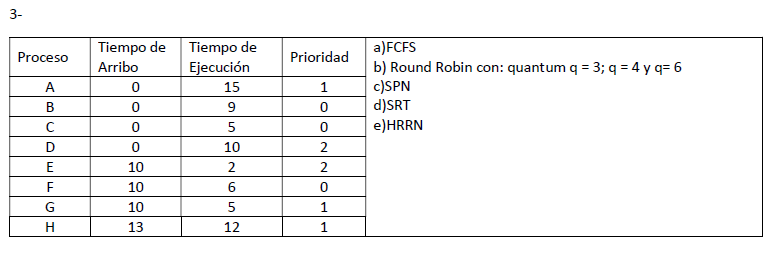 3-
Proceso Tiempo de Arribo Tiempo de Ejecución Prioridad
A 0 15 1
B 0 9 0
C 0 5 0
D 0 10 2
E 10 2 2
F 10 6 0
G 10 5 1
H 13 12 1
a)FCFS
b) Round Robin con: quantum q = 3; q = 4 y q= 6
c)SPN
d)SRT
e)HRRN